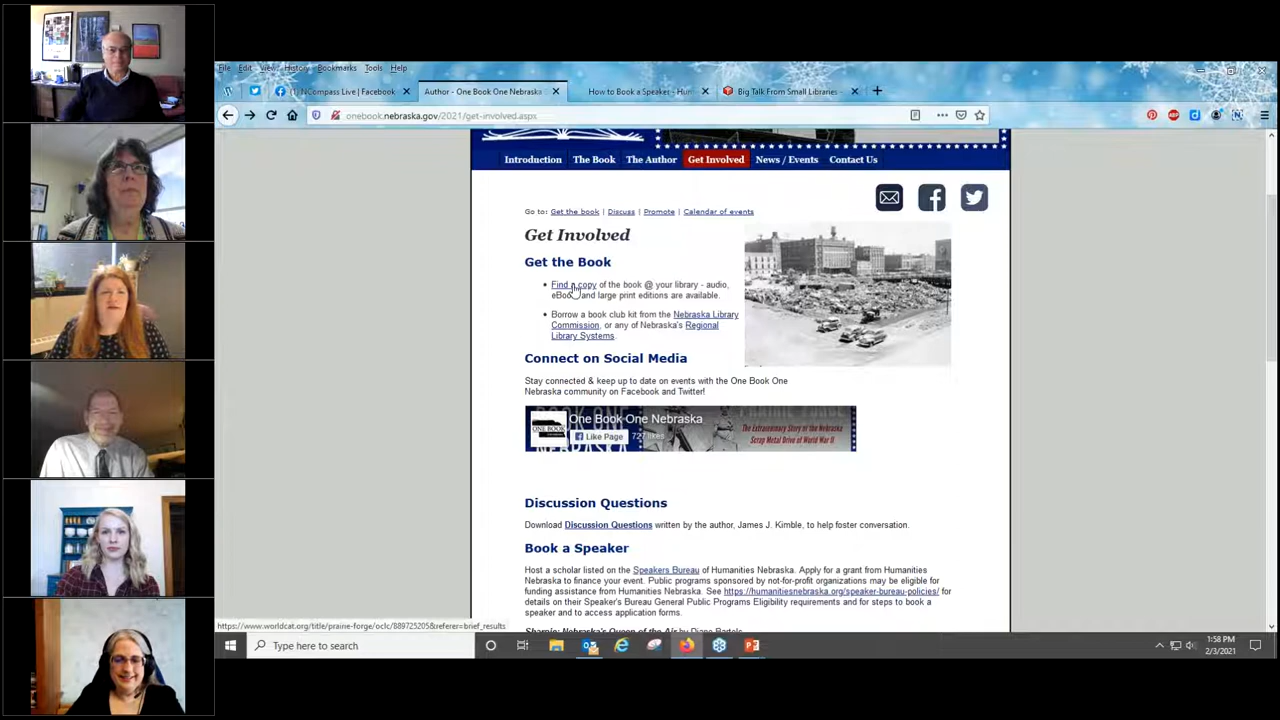 File Edit View History Bookmarks Tools Help
NCompass Live | Facebook
Author - One Book One Nebraska
How to Book a Speaker - Hum
Big Talk From Small Libraries -
onebook.nebraska.gov/2021/get-involved.aspx
Introduction The Book The Author Get Involved News / Events Contact Us
Go to: Get the book | Discuss | Promote | Calendar of events
Get Involved
Get the Book
Find a copy of the book @ your library - audio,
and large print editions are available.
Borrow a book club kit from the Nebraska Library
Commission, or any of Nebraska's Regional
Library Systems.
Connect on Social Media
Stay connected & keep up to date on events with the One Book One
Nebraska community on Facebook and Twitter!
One Book One Nebraska
Like Page 727 likes
The Extraordinary Story of the Nebraska
Scrap Metal Drive of World War II
Discussion Questions
Download Discussion Questions written by the author, James J. Kimble, to help foster conversation.
Book a Speaker
Host a scholar listed on the Speakers Bureau of Humanities Nebraska. Apply for a grant from Humanities
Nebraska to finance your event. Public programs sponsored by not-for-profit organizations may be eligible for
funding assistance from Humanities Nebraska. See https://humanitiesnebraska.org/speaker-bureau-policies/ for
details on their Speaker's Bureau General Public Programs Eligibility requirements and for steps to book a
speaker and to access application forms.
Sharpie: Nebraska's Queen of the Air by Diane Bartels
https://www.worldcat.org/title/prairie-forge/oclc/889725205&referer=brief_results
Type here to search
1:58 PM
2/3/2021